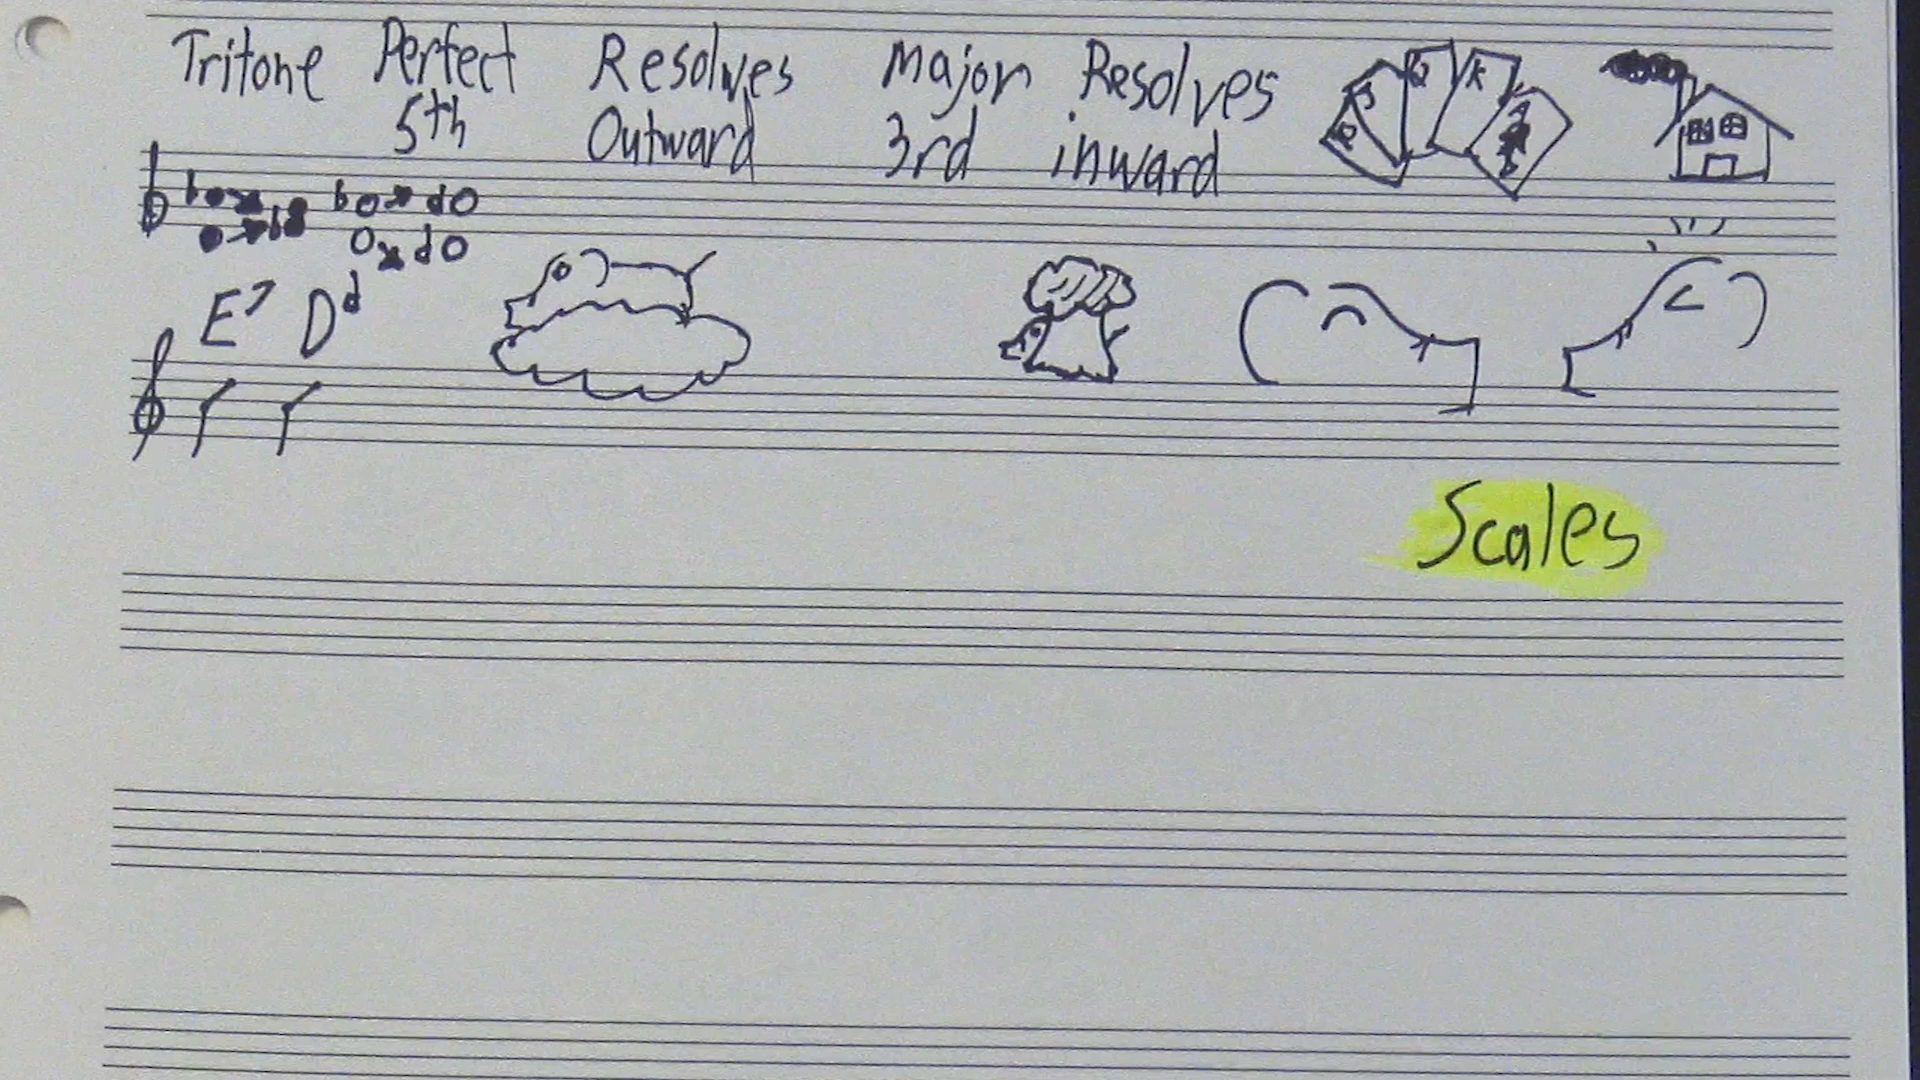 Tritone Perfect Resolves Major Resolves
5th Outward 3rd inward
Q K
E7 Dd
Scales